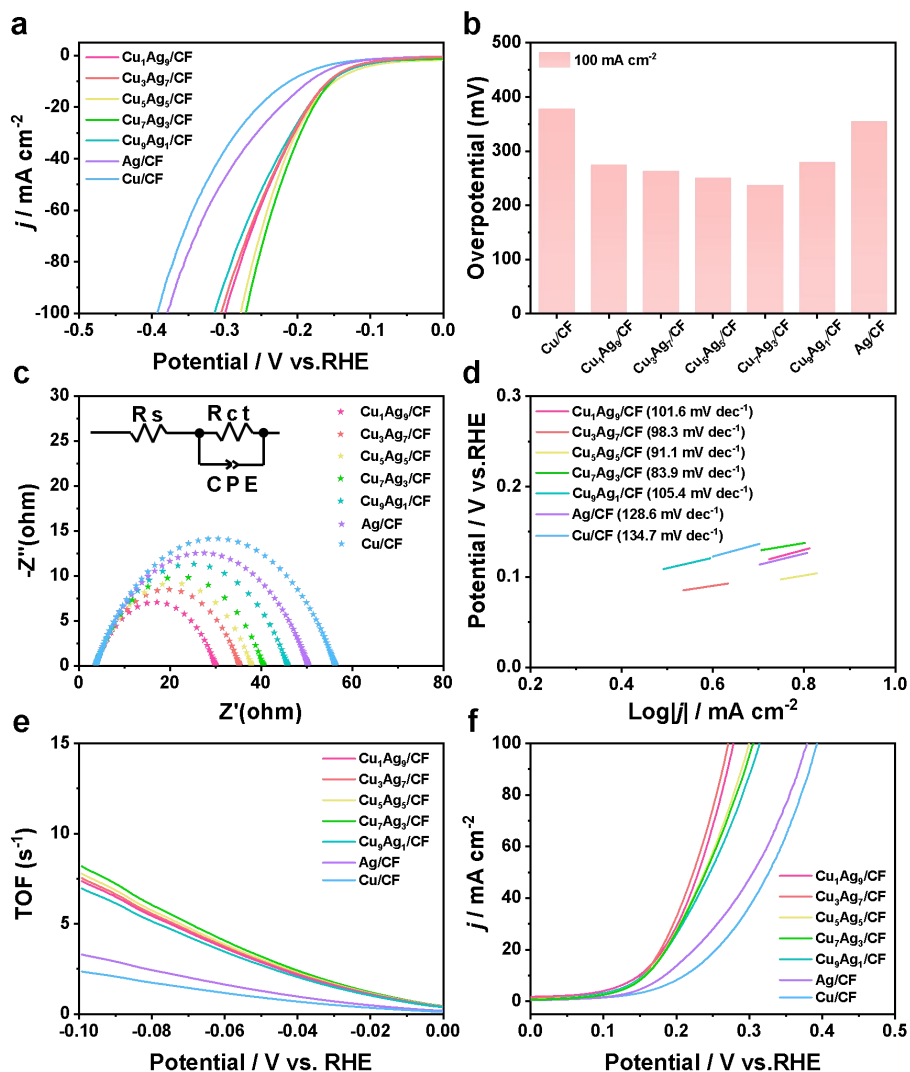 a
j / mA cm⁻²
0
-20
-40
-60
-80
-100
Cu₁Ag₉/CF
Cu₃Ag₇/CF
Cu₅Ag₅/CF
Cu₇Ag₃/CF
Cu₉Ag₁/CF
Ag/CF
Cu/CF
-0.5 -0.4 -0.3 -0.2 -0.1 0.0
Potential / V vs.RHE
b
Overpotential (mV)
500
400
300
200
100
0
100 mA cm⁻²
Cu/CF Cu₁Ag₉/CF Cu₃Ag₇/CF Cu₅Ag₅/CF Cu₇Ag₃/CF Cu₉Ag₁/CF Ag/CF
c
-Z''(ohm)
30
25
20
15
10
5
0
Rs Rct
CPE
Cu₁Ag₉/CF
Cu₃Ag₇/CF
Cu₅Ag₅/CF
Cu₇Ag₃/CF
Cu₉Ag₁/CF
Ag/CF
Cu/CF
0 20 40 60 80
Z'(ohm)
d
Potential / V vs.RHE
0.3
0.2
0.1
0.0
Cu₁Ag₉/CF (101.6 mV dec⁻¹)
Cu₃Ag₇/CF (98.3 mV dec⁻¹)
Cu₅Ag₅/CF (91.1 mV dec⁻¹)
Cu₇Ag₃/CF (83.9 mV dec⁻¹)
Cu₉Ag₁/CF (105.4 mV dec⁻¹)
Ag/CF (128.6 mV dec⁻¹)
Cu/CF (134.7 mV dec⁻¹)
0.2 0.4 0.6 0.8 1.0
Log|j| / mA cm⁻²
e
TOF (s⁻¹)
15
10
5
0
Cu₁Ag₉/CF
Cu₃Ag₇/CF
Cu₅Ag₅/CF
Cu₇Ag₃/CF
Cu₉Ag₁/CF
Ag/CF
Cu/CF
-0.10 -0.08 -0.06 -0.04 -0.02 0.00
Potential / V vs. RHE
f
j / mA cm⁻²
100
80
60
40
20
0
Cu₁Ag₉/CF
Cu₃Ag₇/CF
Cu₅Ag₅/CF
Cu₇Ag₃/CF
Cu₉Ag₁/CF
Ag/CF
Cu/CF
0.0 0.1 0.2 0.3 0.4 0.5
Potential / V vs.RHE